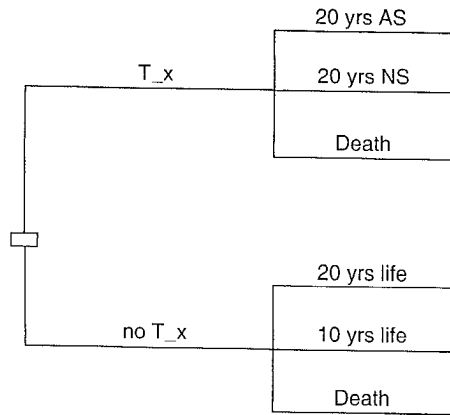 20 yrs AS
T_x
20 yrs NS
Death
20 yrs life
no T_x
10 yrs life
Death